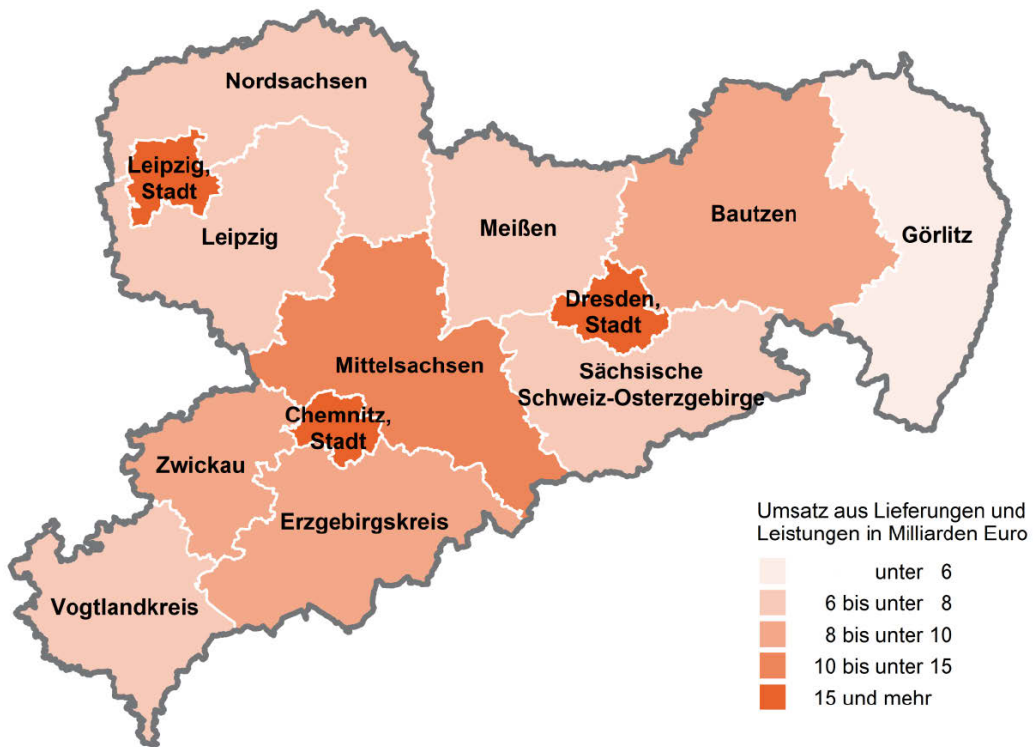 Nordsachsen
Leipzig,
Stadt
Leipzig
Meißen
Bautzen
Görlitz
Dresden,
Stadt
Mittelsachsen
Sächsische
Schweiz-Osterzgebirge
Chemnitz,
Stadt
Zwickau
Erzgebirgskreis
Vogtlandkreis
Umsatz aus Lieferungen und
Leistungen in Milliarden Euro
unter 6
6 bis unter 8
8 bis unter 10
10 bis unter 15
15 und mehr